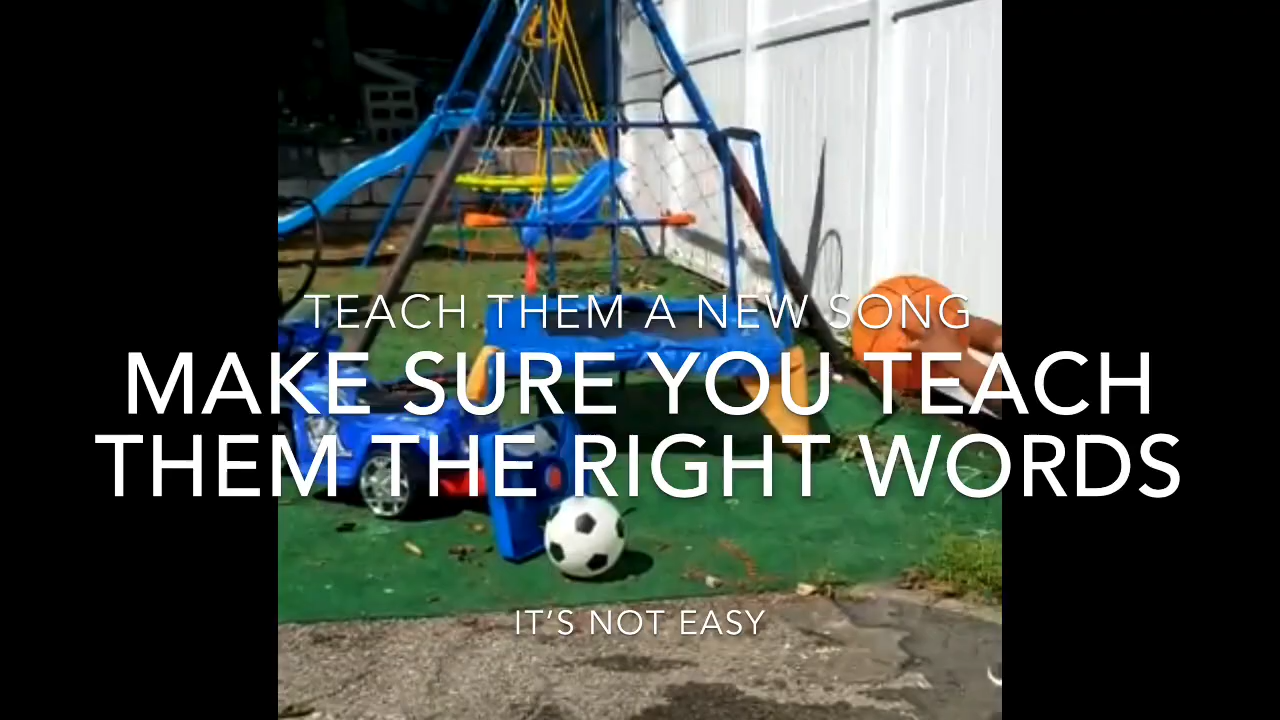 TEACH THEM A NEW SONG
MAKE SURE YOU TEACH
THEM THE RIGHT WORDS
IT'S NOT EASY